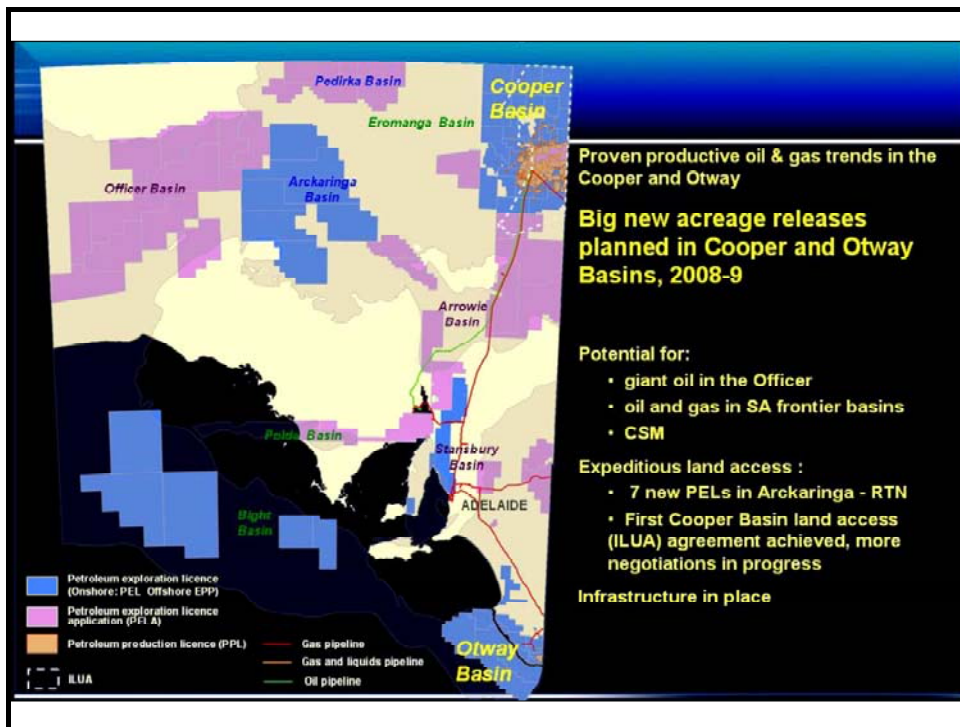 Pedirka Basin
Cooper
Basin
Eromanga Basin
Officer Basin
Arckaringa
Basin
Arrowie
Basin
Polda Basin
Stansbury
Basin
ADELAIDE
Bight
Basin
Otway
Basin
Petroleum exploration licence
(Onshore: PEL Offshore EPP)
Petroleum exploration licence
application (PELA)
Petroleum production licence (PPL)
ILUA
Gas pipeline
Gas and liquids pipeline
Oil pipeline
Proven productive oil & gas trends in the
Cooper and Otway
Big new acreage releases
planned in Cooper and Otway
Basins, 2008-9
Potential for:
• giant oil in the Officer
• oil and gas in SA frontier basins
• CSM
Expeditious land access :
• 7 new PELs in Arckaringa - RTN
• First Cooper Basin land access
(ILUA) agreement achieved, more
negotiations in progress
Infrastructure in place